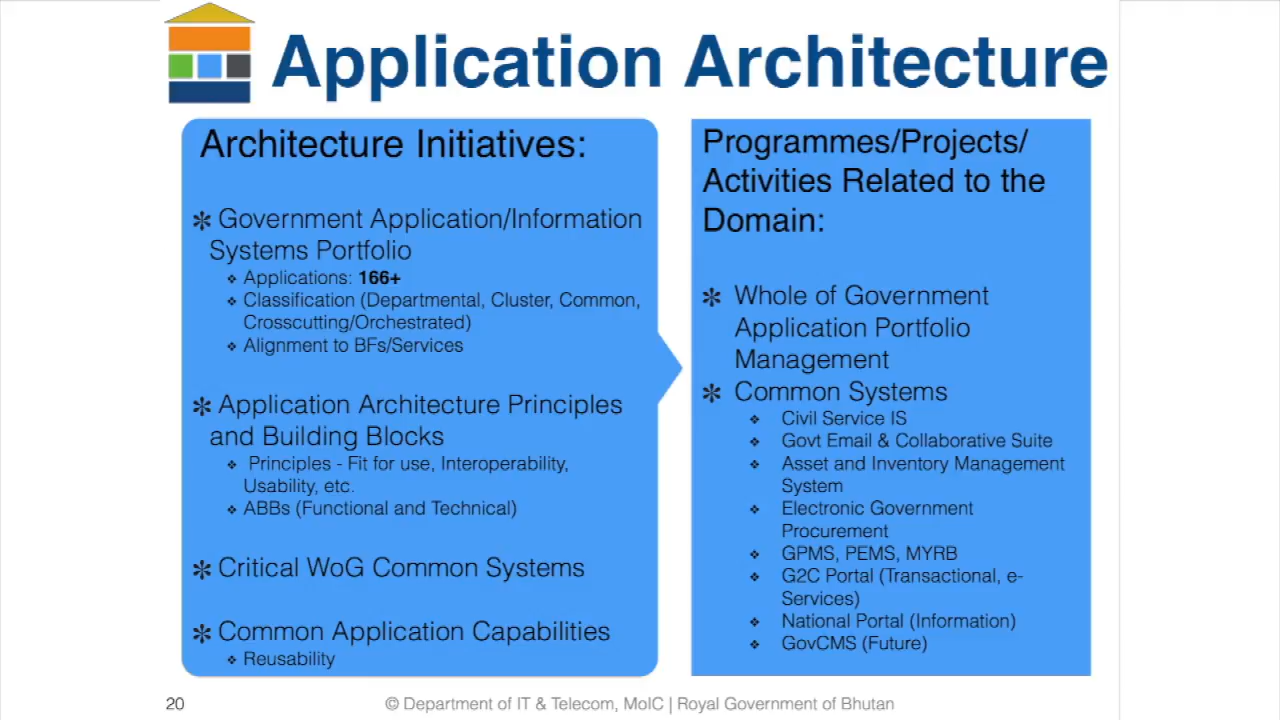 Application Architecture
Architecture Initiatives:
✻ Government Application/Information
Systems Portfolio
❖ Applications: 166+
❖ Classification (Departmental, Cluster, Common,
Crosscutting/Orchestrated)
❖ Alignment to BFs/Services
✻ Application Architecture Principles
and Building Blocks
❖ Principles - Fit for use, Interoperability,
Usability, etc.
❖ ABBs (Functional and Technical)
✻ Critical WoG Common Systems
✻ Common Application Capabilities
❖ Reusability
Programmes/Projects/
Activities Related to the
Domain:
✻ Whole of Government
Application Portfolio
Management
✻ Common Systems
❖ Civil Service IS
❖ Govt Email & Collaborative Suite
❖ Asset and Inventory Management
System
❖ Electronic Government
Procurement
❖ GPMS, PEMS, MYRB
❖ G2C Portal (Transactional, e-
Services)
❖ National Portal (Information)
❖ GovCMS (Future)
20
© Department of IT & Telecom, MoIC | Royal Government of Bhutan